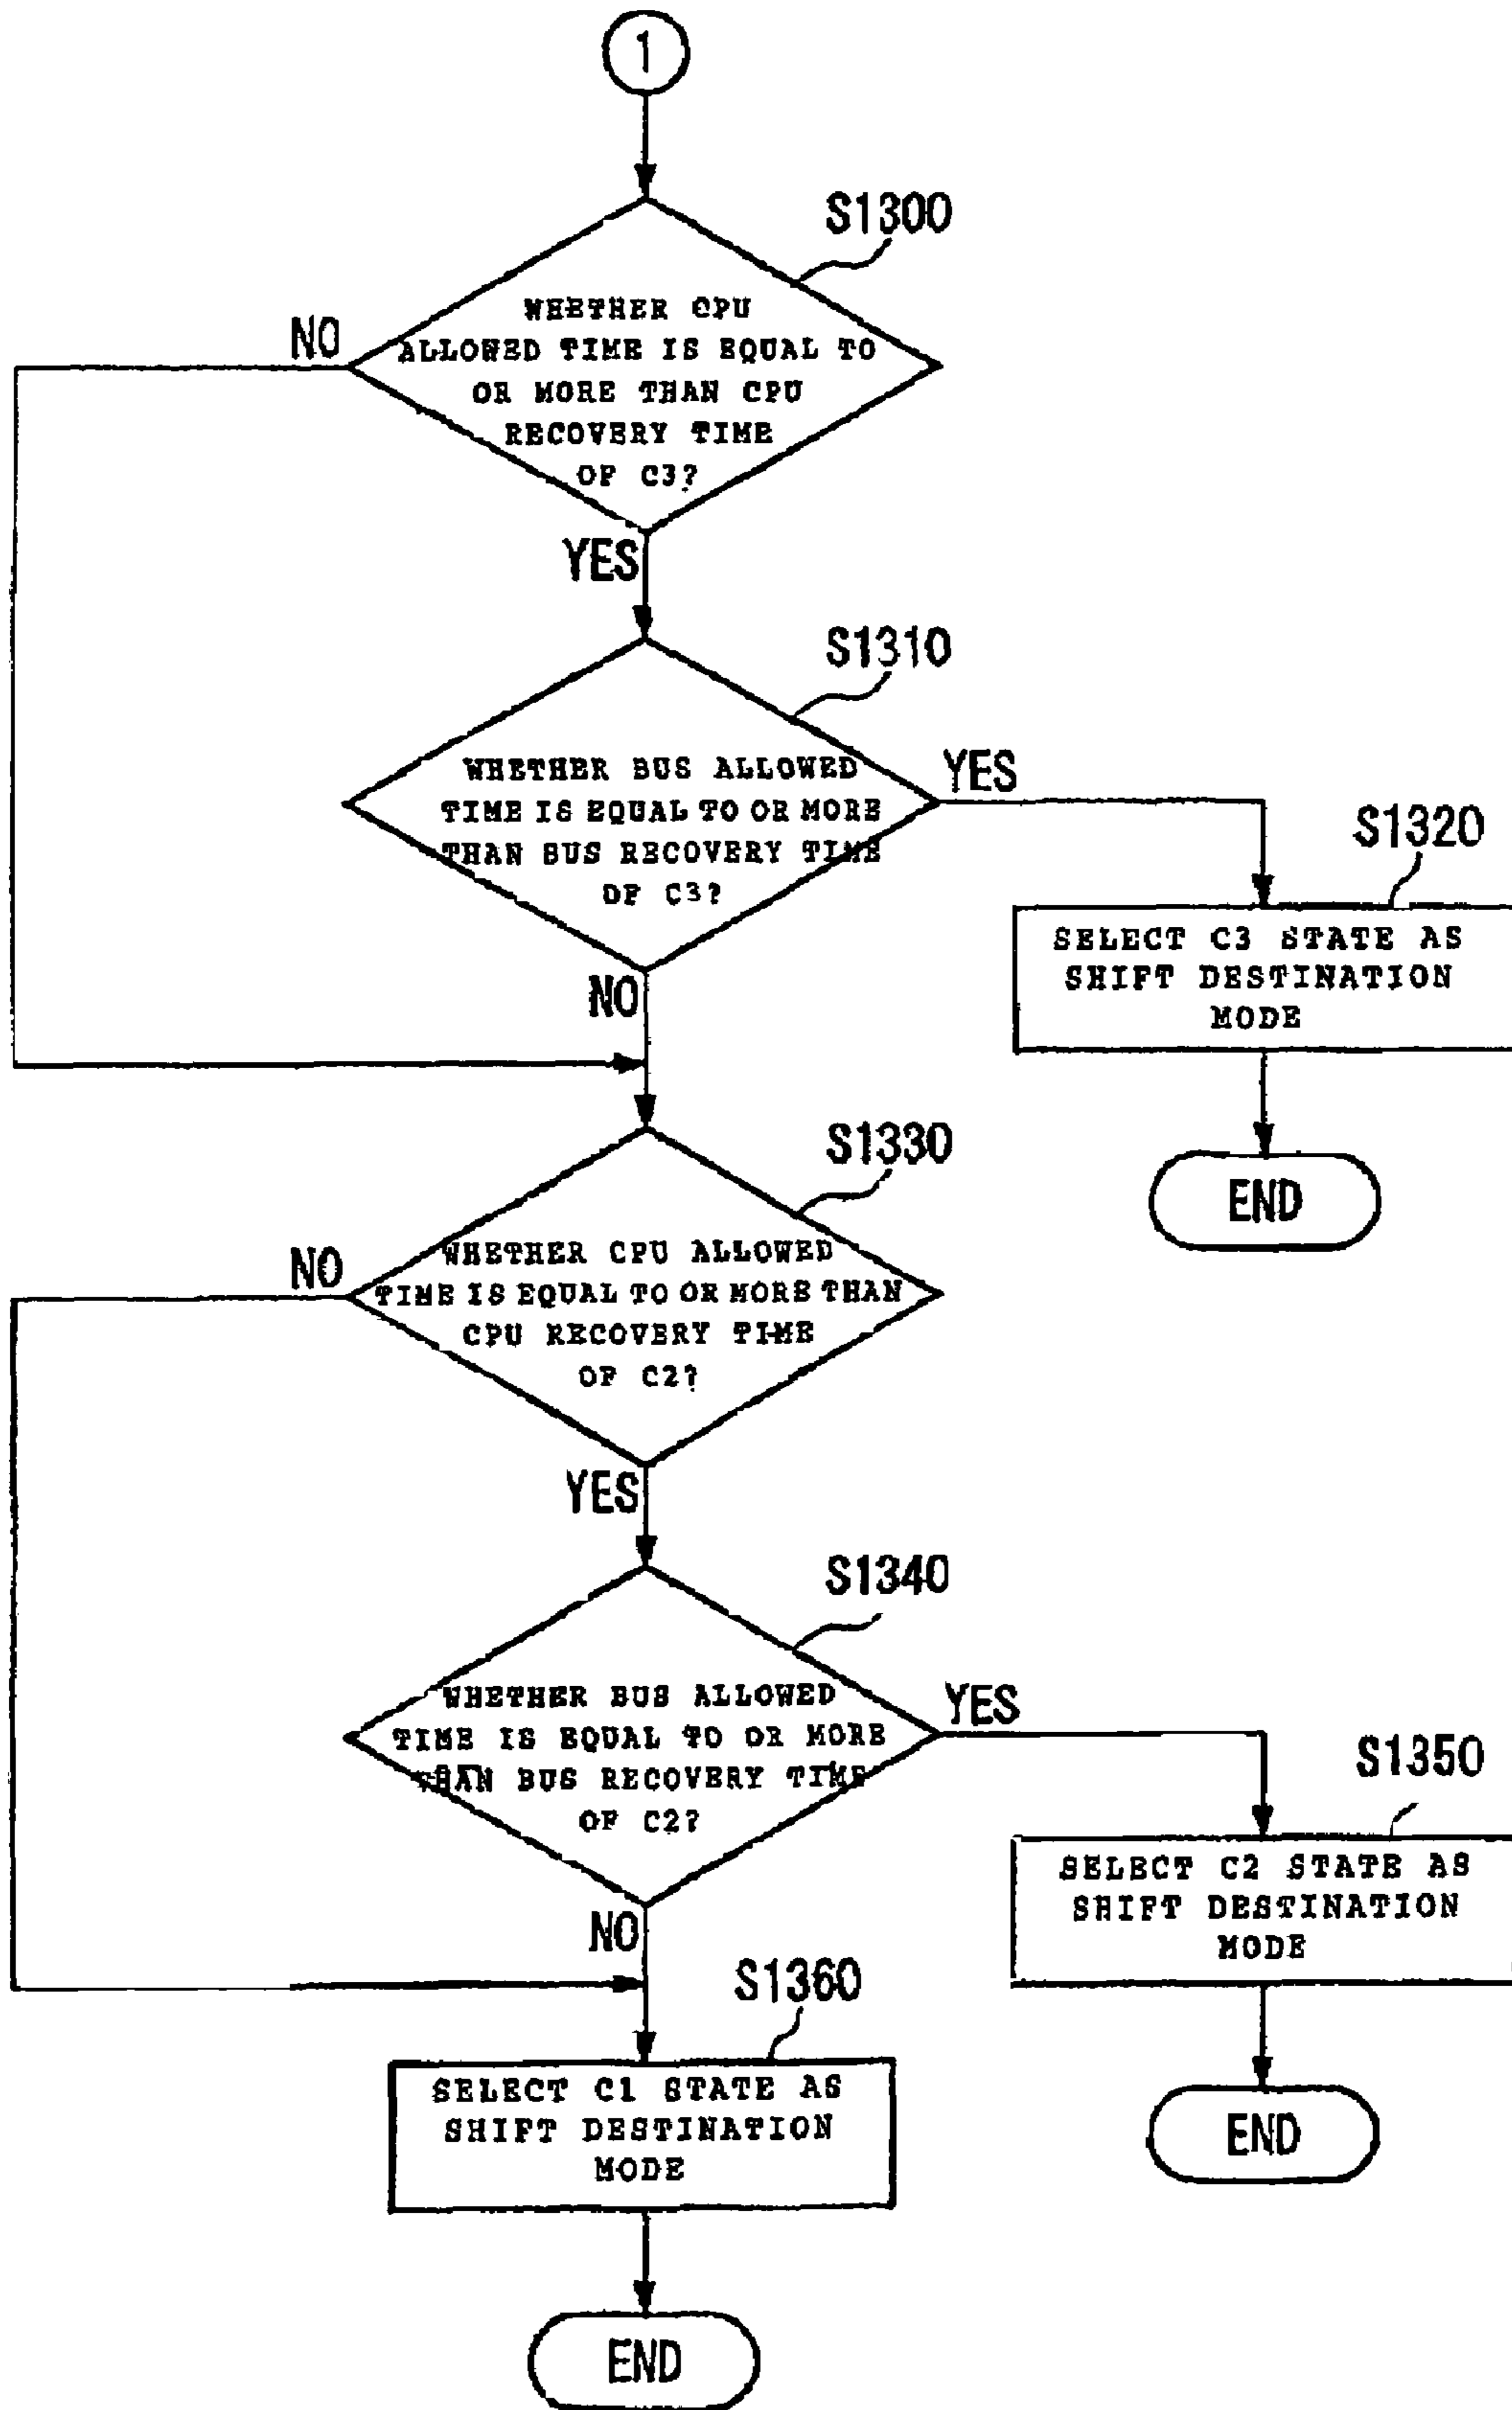 1
S1300
WHETHER CPU
ALLOWED TIME IS EQUAL TO
OR MORE THAN CPU
RECOVERY TIME
OF C3?
NO
YES
S1310
WHETHER BUS ALLOWED
TIME IS EQUAL TO OR MORE
THAN BUS RECOVERY TIME
OF C3?
YES
NO
S1320
SELECT C3 STATE AS
SHIFT DESTINATION
MODE
END
S1330
WHETHER CPU ALLOWED
TIME IS EQUAL TO OR MORE THAN
CPU RECOVERY TIME
OF C2?
NO
YES
S1340
WHETHER BUS ALLOWED
TIME IS EQUAL TO OR MORE
THAN BUS RECOVERY TIME
OF C2?
YES
NO
S1350
SELECT C2 STATE AS
SHIFT DESTINATION
MODE
END
S1360
SELECT C1 STATE AS
SHIFT DESTINATION
MODE
END